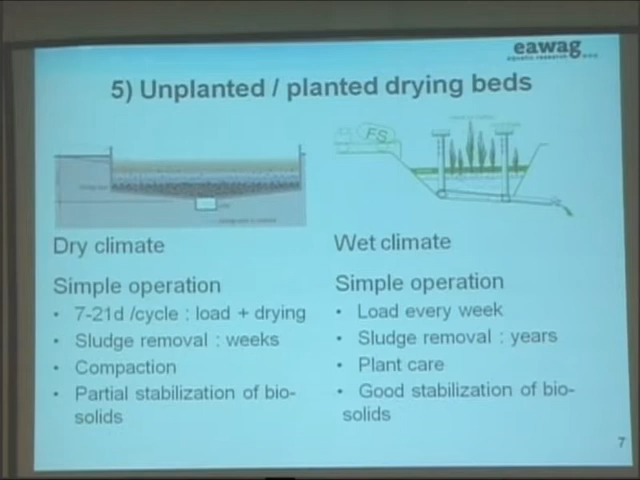 eawag
aquatic research
5) Unplanted / planted drying beds
FS
Dry climate
Simple operation
• 7-21d /cycle : load + drying
• Sludge removal : weeks
• Compaction
• Partial stabilization of bio-
solids
Wet climate
Simple operation
• Load every week
• Sludge removal : years
• Plant care
• Good stabilization of bio-
solids
7